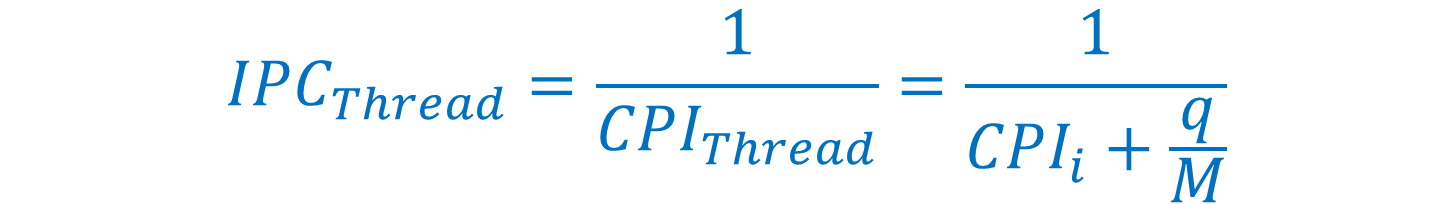 IPC_Thread = 1 / CPI_Thread = 1 / (CPI_i + q/M)